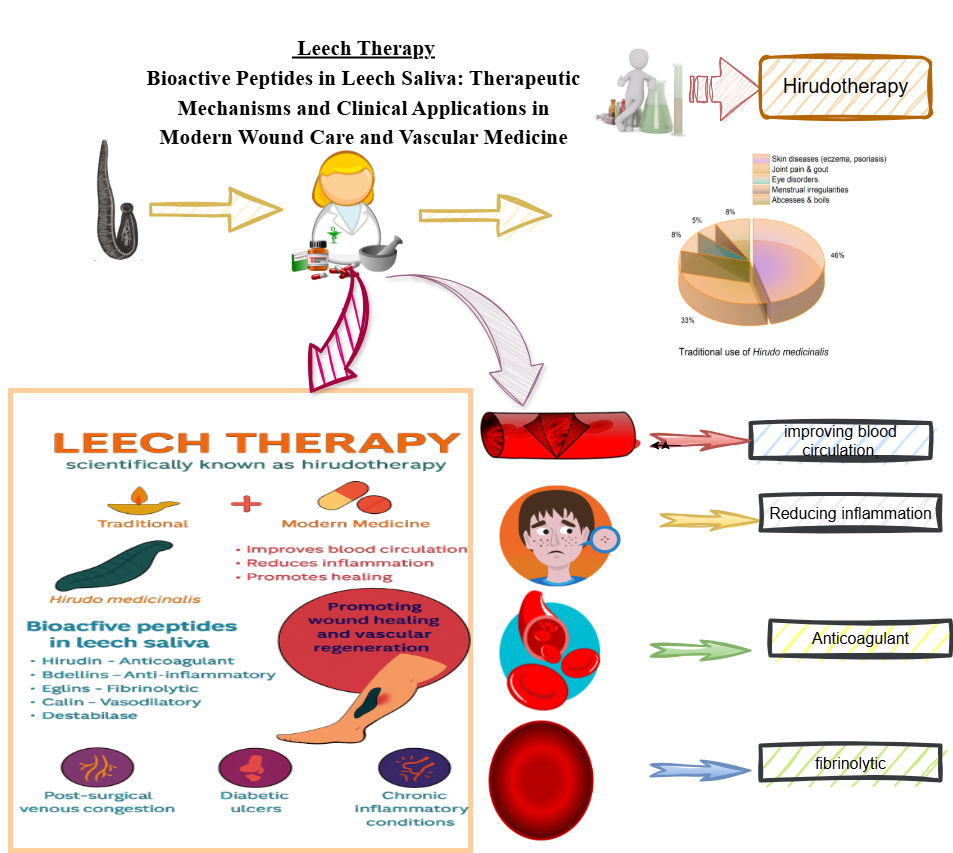 Leech Therapy
Bioactive Peptides in Leech Saliva: Therapeutic
Mechanisms and Clinical Applications in
Modern Wound Care and Vascular Medicine
Hirudotherapy
Skin diseases (eczema, psoriasis)
Joint pain & gout
Eye disorders
Menstrual irregularities
Abcesses & boils
8%
5%
8%
46%
33%
Traditional use of Hirudo medicinalis
LEECH THERAPY
scientifically known as hirudotherapy
Traditional
+
Modern Medicine
• Improves blood circulation
• Reduces inflammation
• Promotes healing
Hirudo medicinalis
Promoting
wound healing
and vascular
regeneration
Bioacfive peptides
in leech saliva
• Hirudin – Anticoagulant
• Bdellins – Anti-inflammatory
• Eglins – Fibrinolytic
• Calin – Vasodilatory
• Destabilase
Post-surgical
venous congestion
Diabetic
ulcers
Chronic
inflammatory
conditions
improving blood
circulation,
Reducing inflammation
Anticoagulant
fibrinolytic